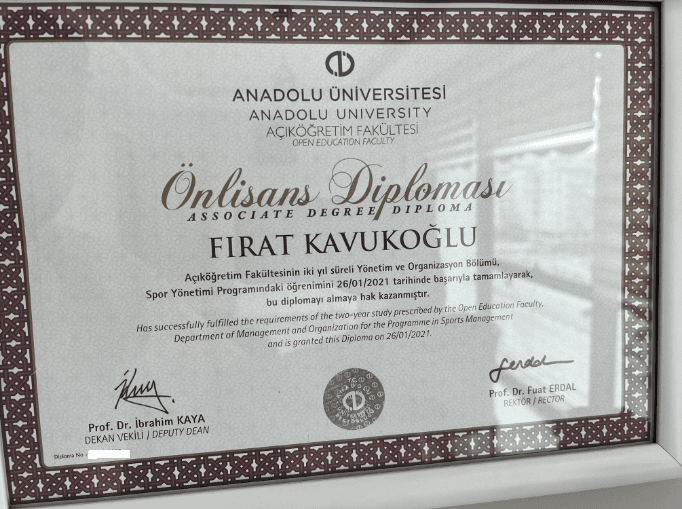 ANADOLU ÜNİVERSİTESİ
ANADOLU UNIVERSITY
AÇIKÖĞRETİM FAKÜLTESİ
OPEN EDUCATION FACULTY
Önlisans Diploması
ASSOCIATE DEGREE DIPLOMA
FIRAT KAVUKOĞLU
Açıköğretim Fakültesinin iki yıl süreli Yönetim ve Organizasyon Bölümü,
Spor Yönetimi Programındaki öğrenimini 26/01/2021 tarihinde başarıyla tamamlayarak,
bu diplomayı almaya hak kazanmıştır.
Has successfully fulfilled the requirements of the two-year study prescribed by the Open Education Faculty,
Department of Management and Organization for the Programme in Sports Management
and is granted this Diploma on 26/01/2021.
Prof. Dr. İbrahim KAYA
DEKAN VEKİLİ / DEPUTY DEAN
Prof. Dr. Fuat ERDAL
REKTÖR / RECTOR
Diploma No :